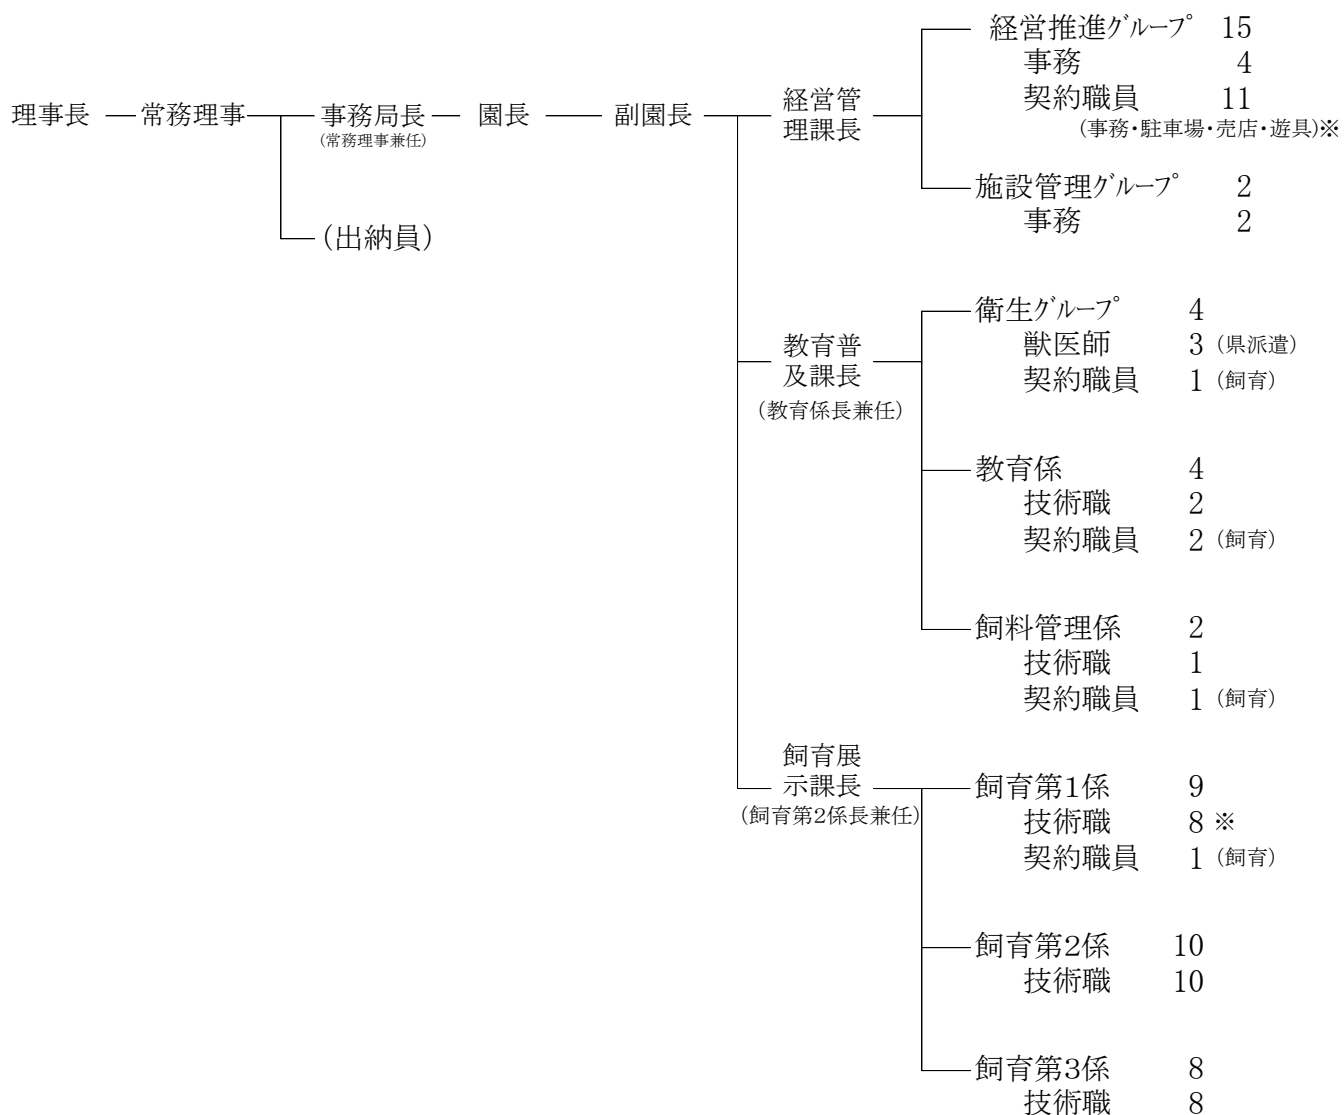 理事長
常務理事
事務局長
(常務理事兼任)
園長
副園長
(出納員)
経営管
理課長
経営推進ｸﾞﾙｰﾌﾟ 15
事務 4
契約職員 11
(事務・駐車場・売店・遊具)※
施設管理ｸﾞﾙｰﾌﾟ 2
事務 2
教育普
及課長
(教育係長兼任)
衛生ｸﾞﾙｰﾌﾟ 4
獣医師 3 (県派遣)
契約職員 1 (飼育)
教育係 4
技術職 2
契約職員 2 (飼育)
飼料管理係 2
技術職 1
契約職員 1 (飼育)
飼育展
示課長
(飼育第2係長兼任)
飼育第1係 9
技術職 8 ※
契約職員 1 (飼育)
飼育第2係 10
技術職 10
飼育第3係 8
技術職 8